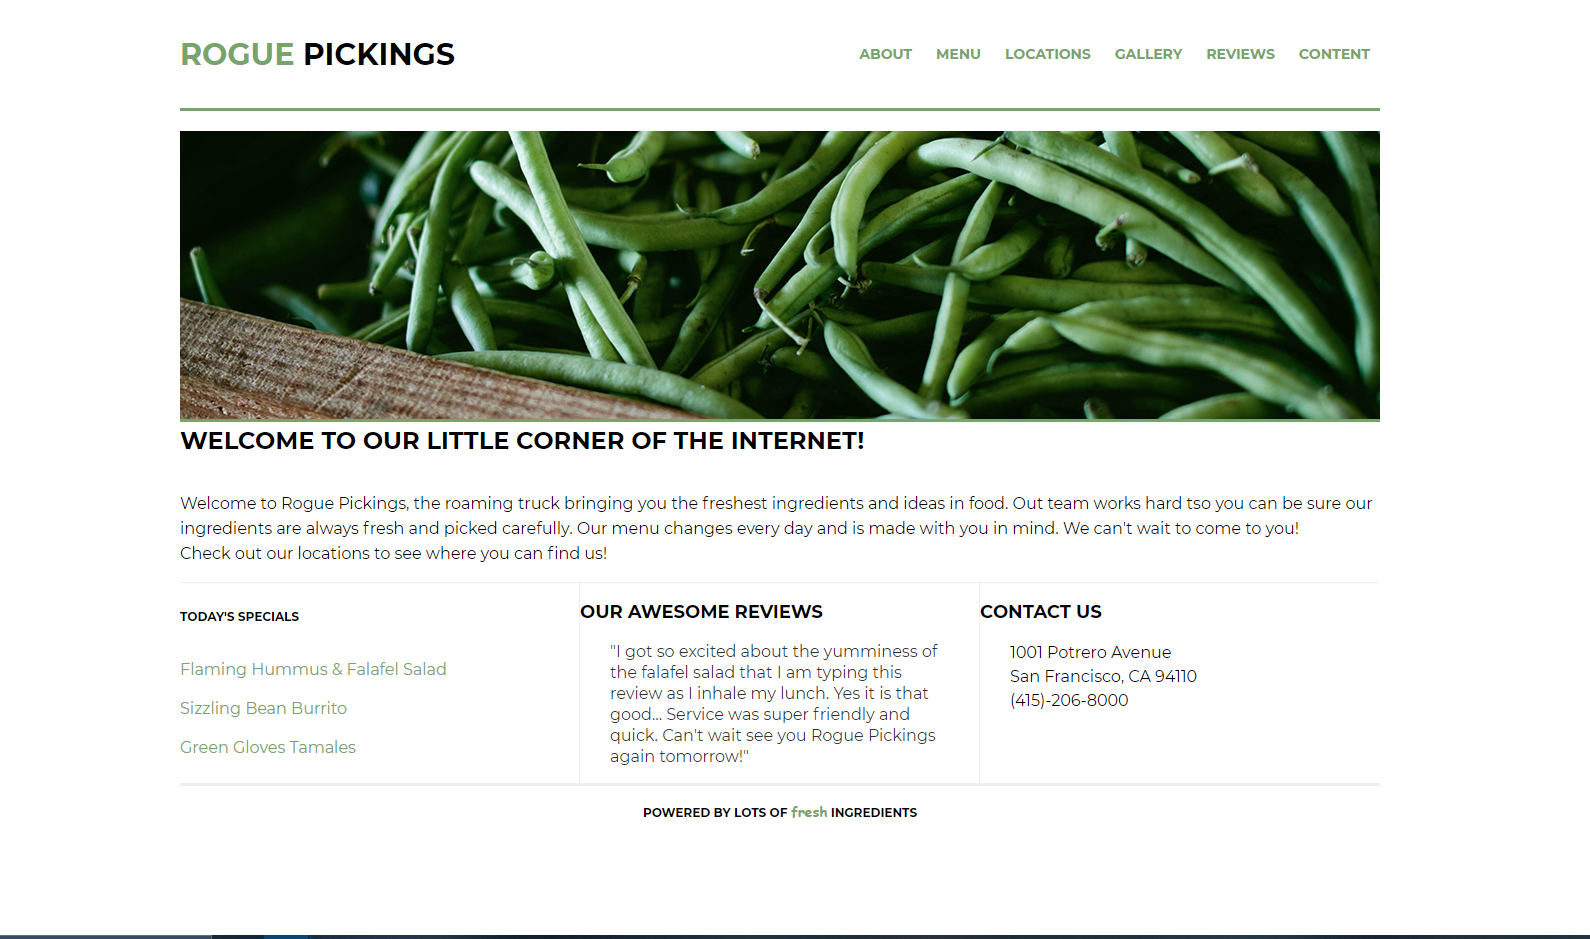 ROGUE PICKINGS
ABOUT MENU LOCATIONS GALLERY REVIEWS CONTENT
WELCOME TO OUR LITTLE CORNER OF THE INTERNET!
Welcome to Rogue Pickings, the roaming truck bringing you the freshest ingredients and ideas in food. Out team works hard tso you can be sure our
ingredients are always fresh and picked carefully. Our menu changes every day and is made with you in mind. We can't wait to come to you!
Check out our locations to see where you can find us!
TODAY'S SPECIALS
Flaming Hummus & Falafel Salad
Sizzling Bean Burrito
Green Gloves Tamales
OUR AWESOME REVIEWS
"I got so excited about the yumminess of
the falafel salad that I am typing this
review as I inhale my lunch. Yes it is that
good... Service was super friendly and
quick. Can't wait see you Rogue Pickings
again tomorrow!"
CONTACT US
1001 Potrero Avenue
San Francisco, CA 94110
(415)-206-8000
POWERED BY LOTS OF fresh INGREDIENTS